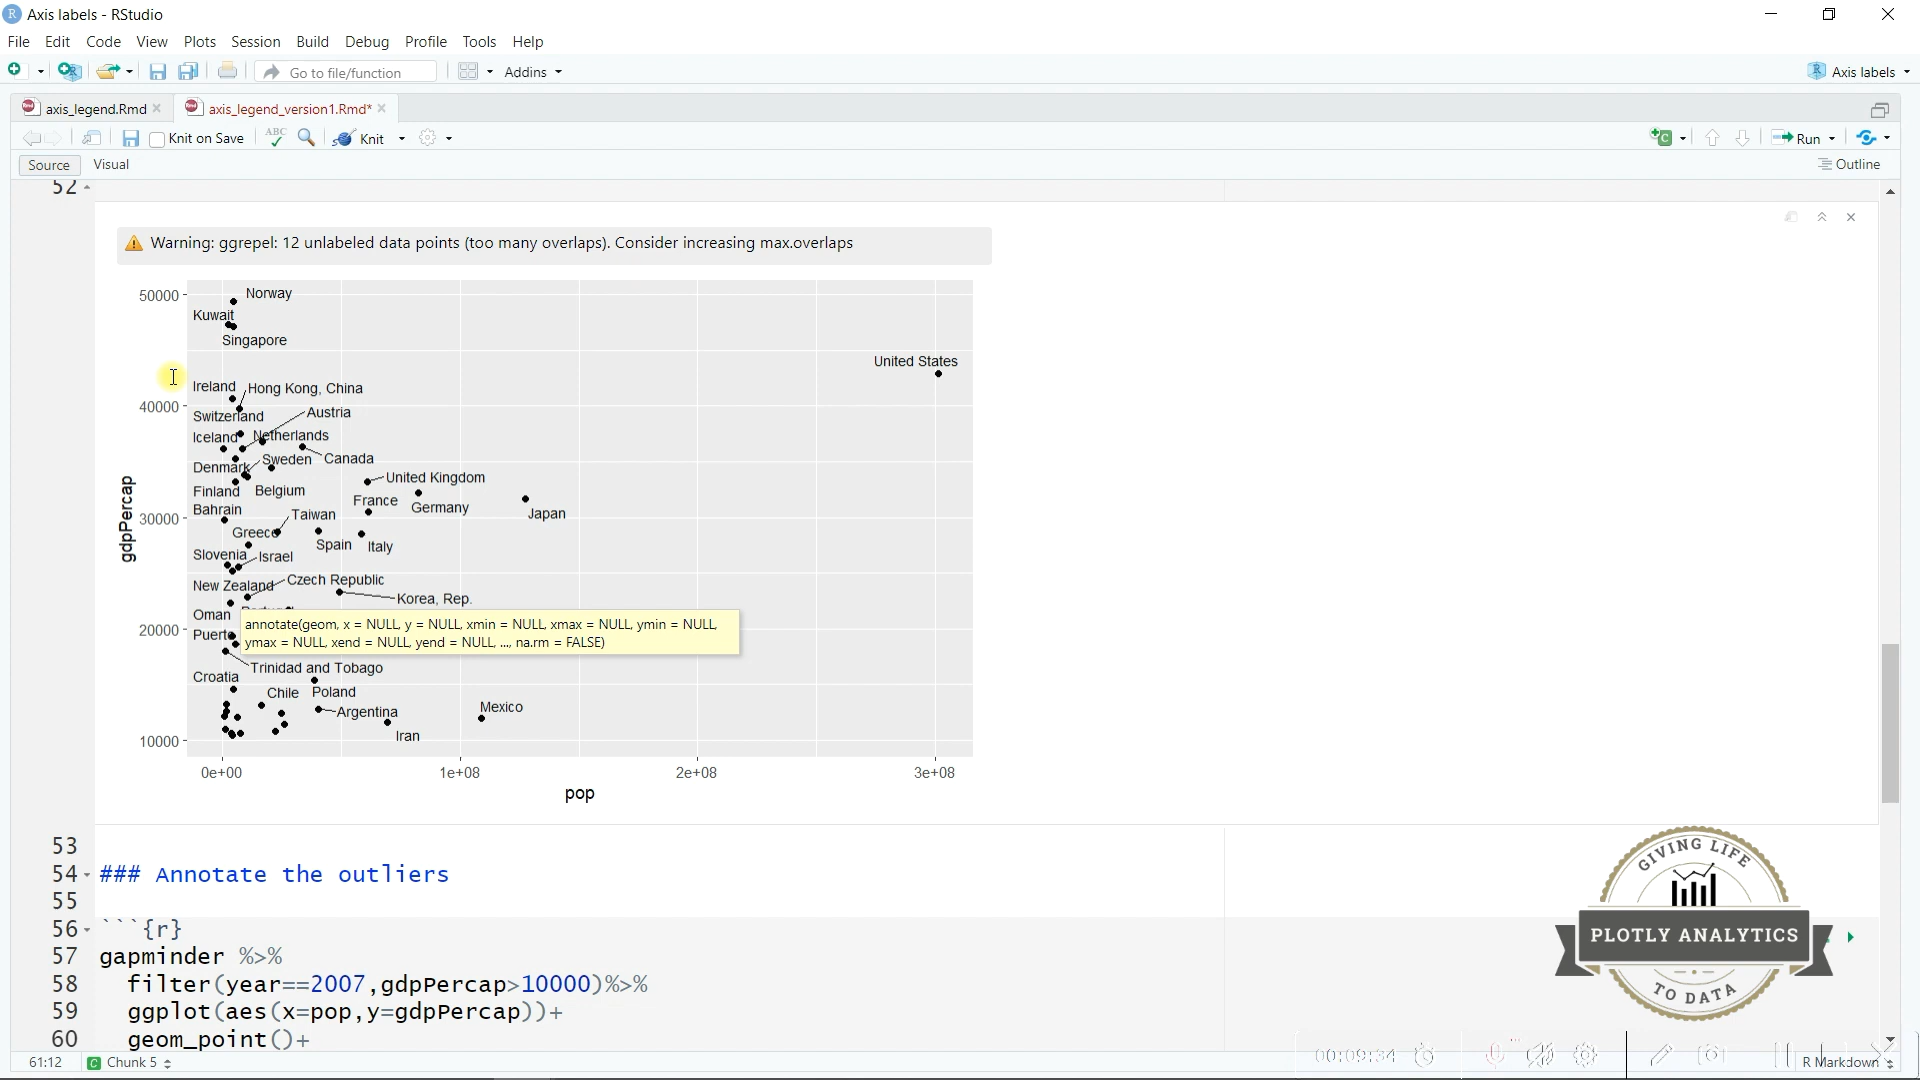 Axis labels - RStudio
File Edit Code View Plots Session Build Debug Profile Tools Help
Go to file/function Addins Axis labels
axis_legend.Rmd axis_legend_version1.Rmd*
Knit on Save ABC Knit Run
Source Visual Outline
52
Warning: ggrepel: 12 unlabeled data points (too many overlaps). Consider increasing max.overlaps
50000
Norway
Kuwait
Singapore
United States
Ireland
Hong Kong, China
40000
Switzerland
Austria
Iceland
Netherlands
Sweden
Canada
Denmark
United Kingdom
Finland
Belgium
France
Germany
Bahrain
Taiwan
Japan
30000
Greece
Spain
Italy
Slovenia
Israel
New Zealand
Czech Republic
Korea, Rep.
Oman
annotate(geom, x = NULL, y = NULL, xmin = NULL, xmax = NULL, ymin = NULL,
ymax = NULL, xend = NULL, yend = NULL, ..., na.rm = FALSE)
20000
Puerto
Trinidad and Tobago
Croatia
Chile
Poland
Argentina
Mexico
Iran
10000
gdpPercap
0e+00 1e+08 2e+08 3e+08
pop
53
54 ### Annotate the outliers
55
56 ```{r}
57 gapminder %>%
58 filter(year==2007,gdpPercap>10000)%>%
59 ggplot(aes(x=pop,y=gdpPercap))+
60 geom_point()+
GIVING LIFE
PLOTLY ANALYTICS
TO DATA
61:12 Chunk 5 00:09:34 R Markdown